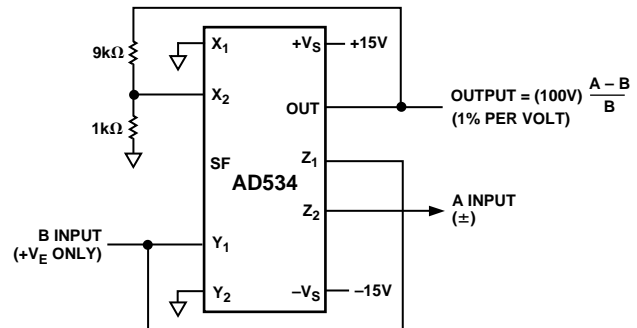 X1
+VS
+15V
9kΩ
X2
OUT
OUTPUT = (100V) A – B / B
(1% PER VOLT)
1kΩ
SF
Z1
AD534
Z2
A INPUT
(±)
B INPUT
(+VE ONLY)
Y1
Y2
–VS
–15V